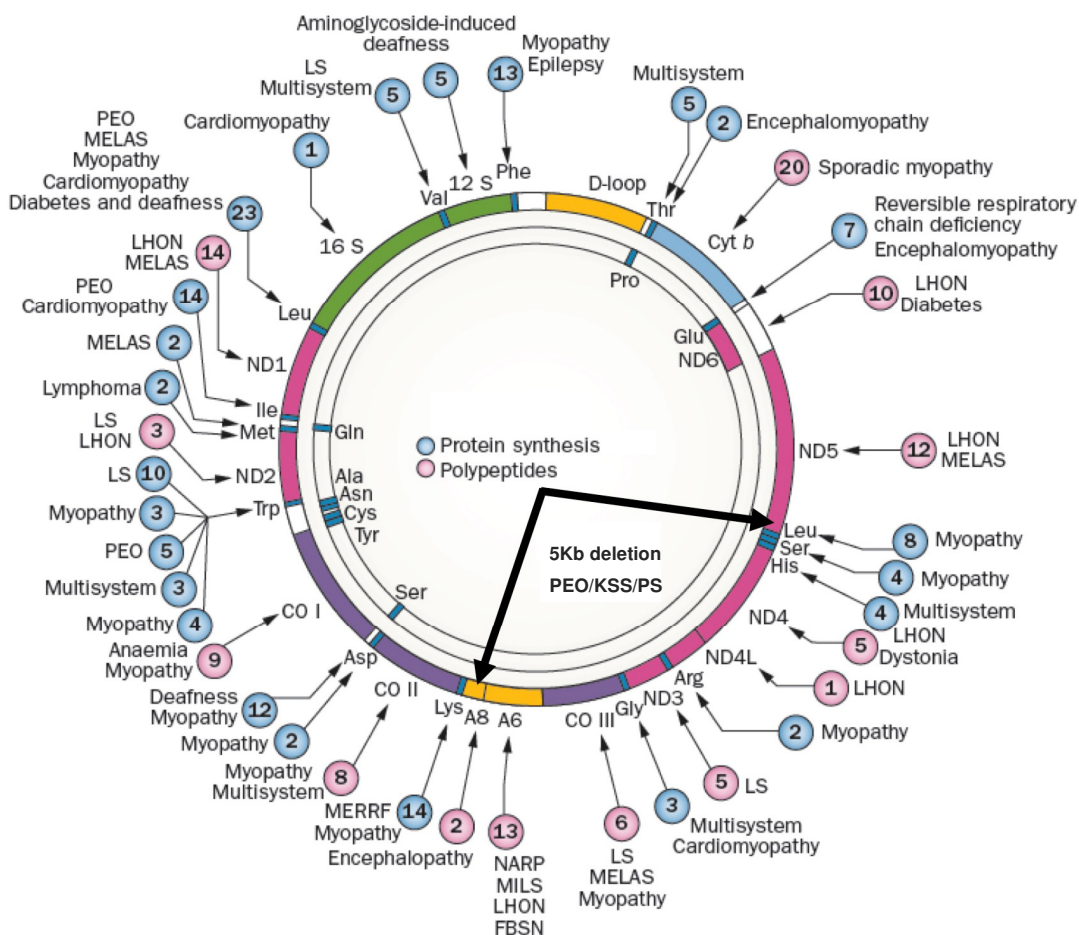 Aminoglycoside-induced
deafness
5
LS
Multisystem
5
Myopathy
Epilepsy
13
Multisystem
5
2
Encephalomyopathy
20
Sporadic myopathy
7
Reversible respiratory
chain deficiency
Encephalomyopathy
10
LHON
Diabetes
12
LHON
MELAS
8
Myopathy
4
Myopathy
4
Multisystem
5
LHON
Dystonia
1
LHON
2
Myopathy
5
LS
3
Multisystem
Cardiomyopathy
6
LS
MELAS
Myopathy
13
NARP
MILS
LHON
FBSN
2
Encephalopathy
14
MERRF
Myopathy
8
Myopathy
Multisystem
2
Myopathy
12
Deafness
Myopathy
9
Anaemia
Myopathy
4
Myopathy
3
Multisystem
5
PEO
3
Myopathy
10
LS
3
LS
LHON
2
Lymphoma
2
MELAS
14
PEO
Cardiomyopathy
14
LHON
MELAS
23
PEO
MELAS
Myopathy
Cardiomyopathy
Diabetes and deafness
1
Cardiomyopathy
16 S
Val
12 S
Phe
D-loop
Thr
Cyt b
Pro
Glu
ND6
ND5
Leu
Ser
His
ND4
ND4L
Arg
ND3
Gly
CO III
A6
A8
Lys
CO II
Asp
Ser
CO I
Tyr
Cys
Asn
Ala
Trp
ND2
Gln
Met
Ile
ND1
Leu
Protein synthesis
Polypeptides
5Kb deletion
PEO/KSS/PS